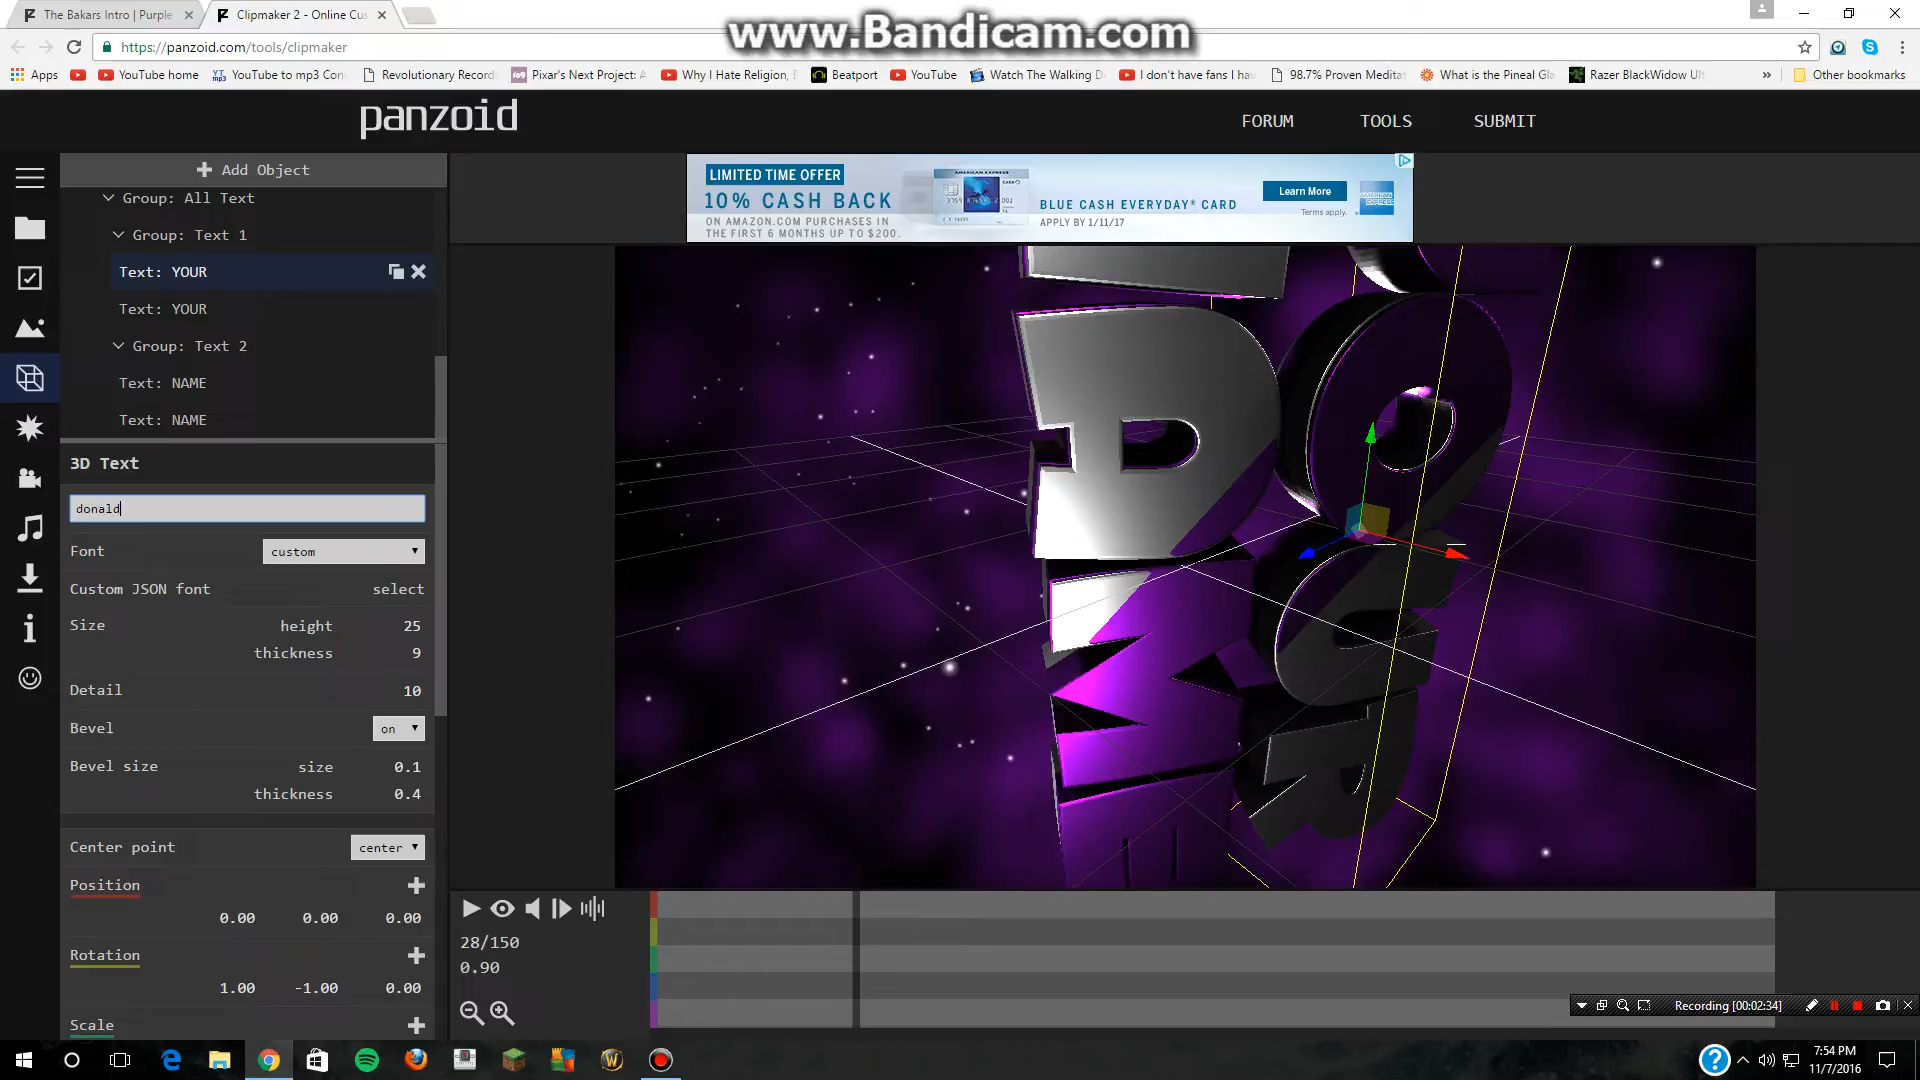 The Bakars Intro | Purple
Clipmaker 2 - Online Cus
www.Bandicam.com
https://panzoid.com/tools/clipmaker
Apps
YouTube home
YouTube to mp3 Con
Revolutionary Record
Pixar's Next Project: A
Why I Hate Religion,
Beatport
YouTube
Watch The Walking D
I don't have fans I ha
98.7% Proven Medita
What is the Pineal Gla
Razer BlackWidow Ult
»
Other bookmarks
panzoid
FORUM
TOOLS
SUBMIT
Add Object
LIMITED TIME OFFER
10% CASH BACK
ON AMAZON.COM PURCHASES IN
THE FIRST 6 MONTHS UP TO $200.
AMERICAN EXPRESS
BLUE CASH EVERYDAY® CARD
APPLY BY 1/11/17
Learn More
Terms apply.
Group: All Text
Group: Text 1
Text: YOUR
Text: YOUR
Group: Text 2
Text: NAME
Text: NAME
3D Text
donald
Font
custom
Custom JSON font
select
Size
height
25
thickness
9
Detail
10
Bevel
on
Bevel size
size
0.1
thickness
0.4
Center point
center
Position
0.00 0.00 0.00
Rotation
1.00 -1.00 0.00
Scale
28/150
0.90
Recording [00:02:34]
7:54 PM
11/7/2016